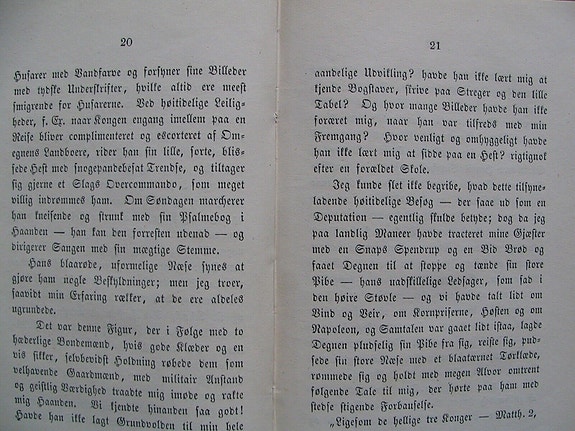 20
Husarer med Vandfarve og forsyner sine Billeder
med tydske Underskrifter, hvilke altid ere meest
smigrende for Husarerne. Ved høitidelige Leilig-
heder, f. Ex. naar Kongen engang imellem paa en
Reise bliver complimenteret og escorteret af Om-
egnens Landboere, rider han sin lille, sorte, blis-
sede Hest med snogepandebesat Trendse, og tiltager
sig gjerne et Slags Overcommando, som meget
villig indrømmes ham. Om Søndagen marcherer
han kneisende og strunk med sin Psalmebog i
Haanden — han kan den forresten udenad — og
dirigerer Sangen med sin mægtige Stemme.
Hans blaarøde, uformelige Næse synes at
gjøre ham negle Beskyldninger; men jeg troer,
saavidt min Erfaring rækker, at de ere aldeles
ugrundede.
Det var denne Figur, der i Følge med to
hæderlige Bondemænd, hvis gode Klæder og en
vis sikker, selvbevidst Holdning røbede dem som
velhavende Gaardmænd, med militair Anstand
og geistlig Værdighed traadte mig imøde og rakte
mig Haanden. Vi kjendte hinanden saa godt!
Havde han ikke lagt Grundvolden til min hele
21
aandelige Udvikling? havde han ikke lært mig at
kjende Bogstaver, skrive paa Streger og den lille
Tabel? Og hvor mange Billeder havde han ikke
foræret mig, naar han var tilfreds med min
Fremgang? Hvor venligt og omhyggeligt havde
han ikke lært mig at sidde paa en Hest? rigtignok
efter en forældet Skole.
Jeg kunde slet ikke begribe, hvad dette tilsyne-
ladende høitidelige Besøg — der saae ud som en
Deputation — egentlig skulde betyde; dog da jeg
paa landlig Maneer havde tracteret mine Gjæster
med en Snaps Spendrup og en Bid Brød og
faaet Degnen til at stoppe og tænde sin store
Pibe — hans uadskillelige Ledsager, som sad i
den høire Støvle — og vi havde talt lidt om
Vind og Veir, om Kornpriserne, Høsten og om
Napoleon, og Samtalen var gaaet lidt istaa, lagde
Degnen pludselig sin Pibe fra sig, reiste sig, pud-
sede sin store Næse med et blaatærnet Tørklæde,
rømmede sig og holdt med megen Alvor omtrent
følgende Tale til mig, der hørte paa ham med
stedse stigende Forbauselse.
„Ligesom de hellige tre Konger — Matth. 2,